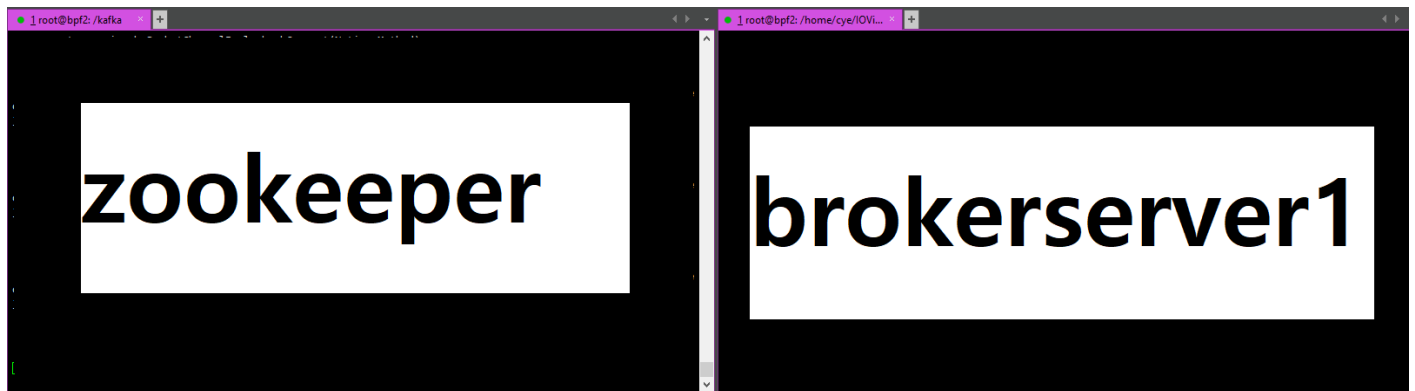 1 root@bpf2: /kafka
zookeeper
1 root@bpf2: /home/cye/IOVi...
brokerserver1